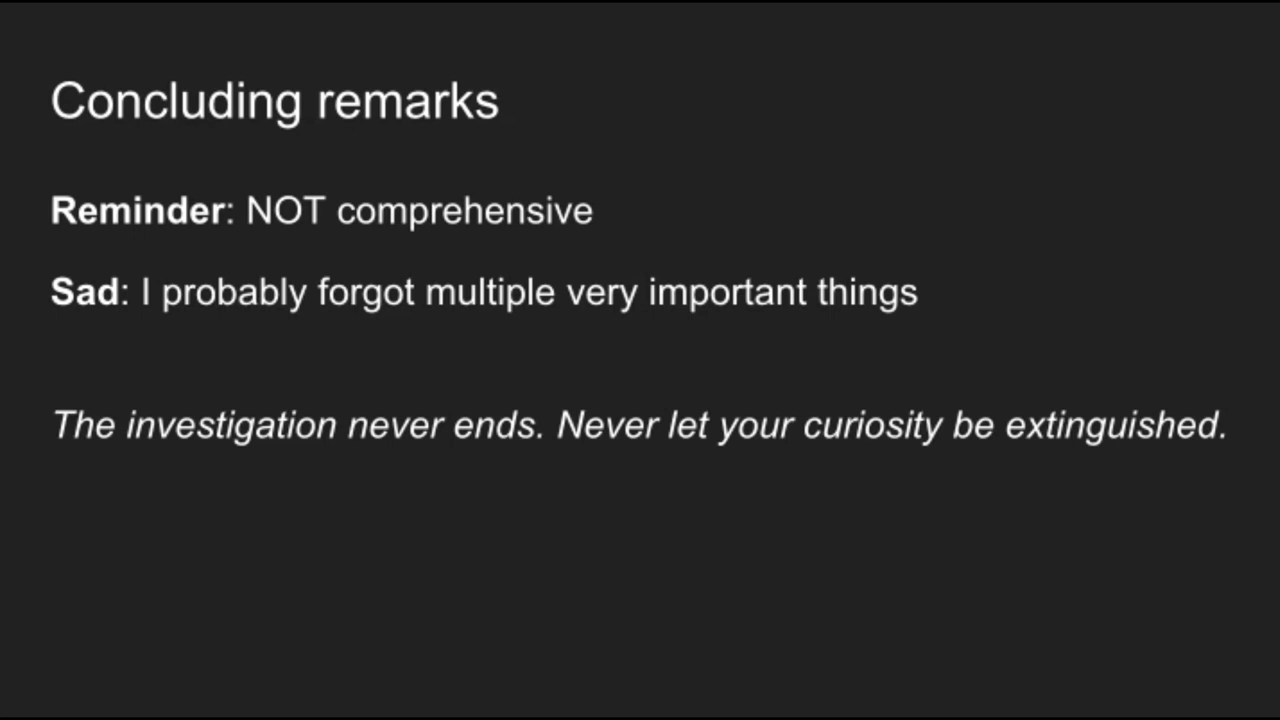 Concluding remarks
Reminder: NOT comprehensive
Sad: I probably forgot multiple very important things
The investigation never ends. Never let your curiosity be extinguished.